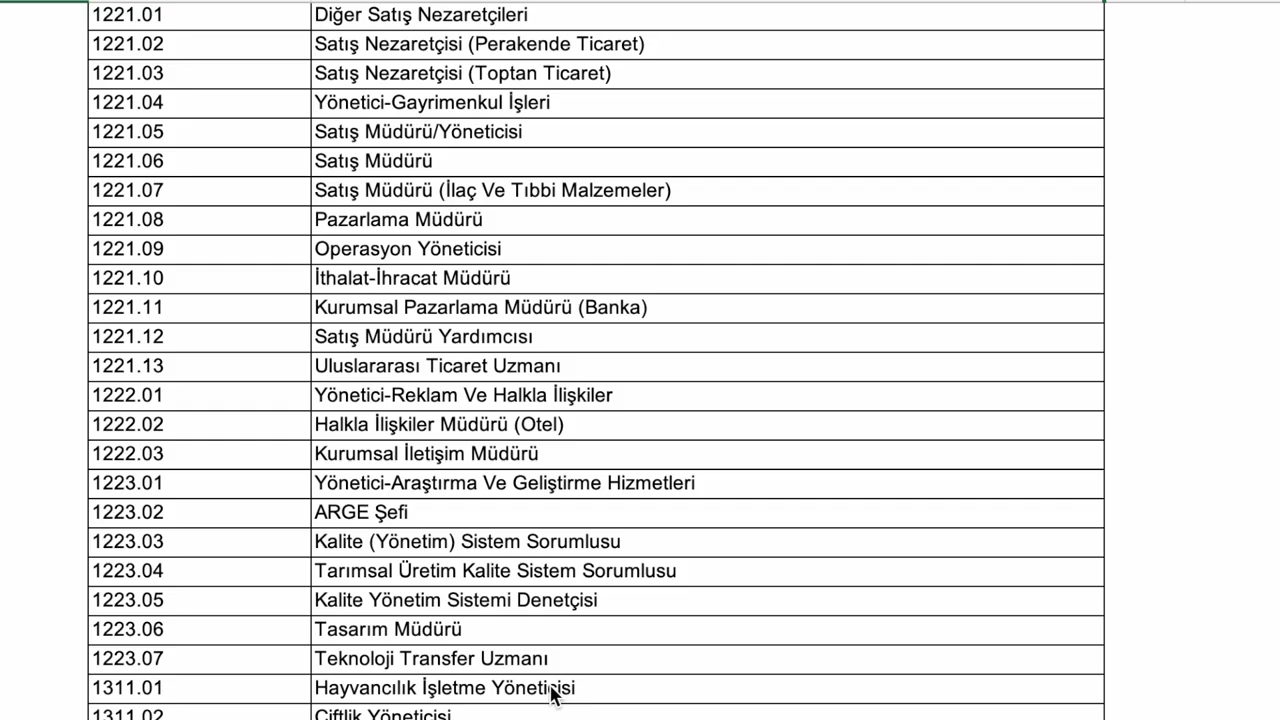 1221.01 Diğer Satış Nezaretçileri
1221.02 Satış Nezaretçisi (Perakende Ticaret)
1221.03 Satış Nezaretçisi (Toptan Ticaret)
1221.04 Yönetici-Gayrimenkul İşleri
1221.05 Satış Müdürü/Yöneticisi
1221.06 Satış Müdürü
1221.07 Satış Müdürü (İlaç Ve Tıbbi Malzemeler)
1221.08 Pazarlama Müdürü
1221.09 Operasyon Yöneticisi
1221.10 İthalat-İhracat Müdürü
1221.11 Kurumsal Pazarlama Müdürü (Banka)
1221.12 Satış Müdürü Yardımcısı
1221.13 Uluslararası Ticaret Uzmanı
1222.01 Yönetici-Reklam Ve Halkla İlişkiler
1222.02 Halkla İlişkiler Müdürü (Otel)
1222.03 Kurumsal İletişim Müdürü
1223.01 Yönetici-Araştırma Ve Geliştirme Hizmetleri
1223.02 ARGE Şefi
1223.03 Kalite (Yönetim) Sistem Sorumlusu
1223.04 Tarımsal Üretim Kalite Sistem Sorumlusu
1223.05 Kalite Yönetim Sistemi Denetçisi
1223.06 Tasarım Müdürü
1223.07 Teknoloji Transfer Uzmanı
1311.01 Hayvancılık İşletme Yöneticisi
1311.02 Çiftlik Yöneticisi